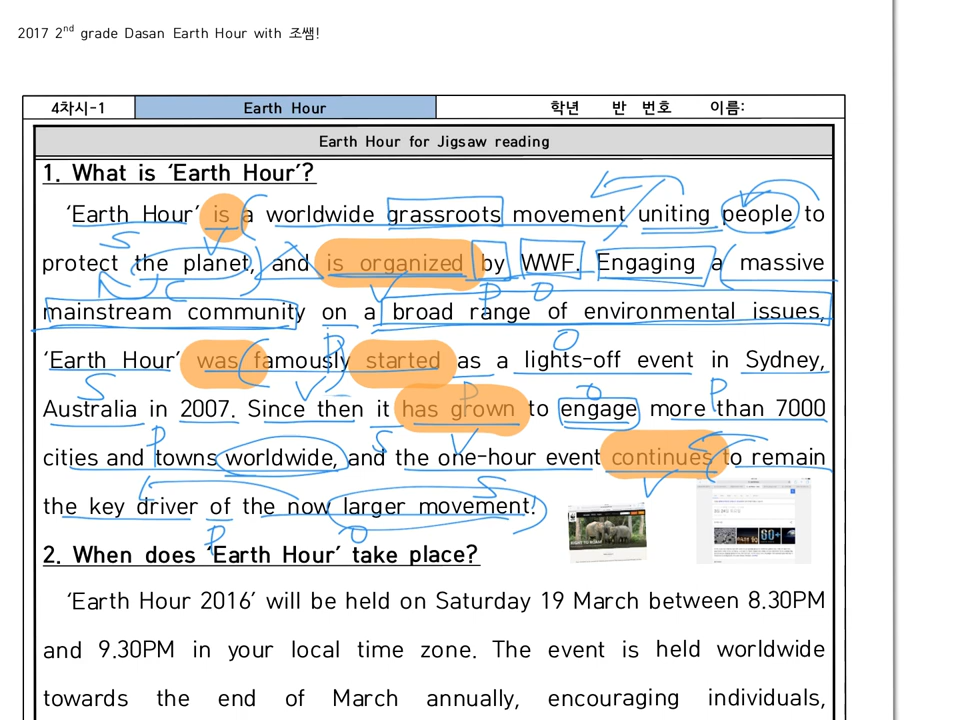 2017 2nd grade Dasan Earth Hour with 조쌤!
4차시-1 Earth Hour 학년 반 번호 이름:
Earth Hour for Jigsaw reading
1. What is ‘Earth Hour’?
‘Earth Hour’ is a worldwide grassroots movement uniting people to
S V
protect the planet, and is organized by WWF. Engaging a massive
C V P O
mainstream community on a broad range of environmental issues,
P O
‘Earth Hour’ was famously started as a lights-off event in Sydney,
S V P O P
Australia in 2007. Since then it has grown to engage more than 7000
P S V
cities and towns worldwide, and the one-hour event continues to remain
S V
the key driver of the now larger movement!
P O
2. When does ‘Earth Hour’ take place?
‘Earth Hour 2016’ will be held on Saturday 19 March between 8.30PM
and 9.30PM in your local time zone. The event is held worldwide
towards the end of March annually, encouraging individuals,
60+